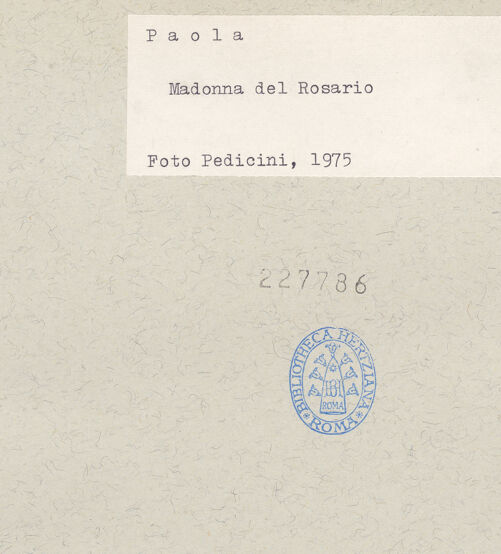 P a o l a
Madonna del Rosario
Foto Pedicini, 1975
227786
BIBLIOTHECA HERTZIANA
ROMA
ROMA